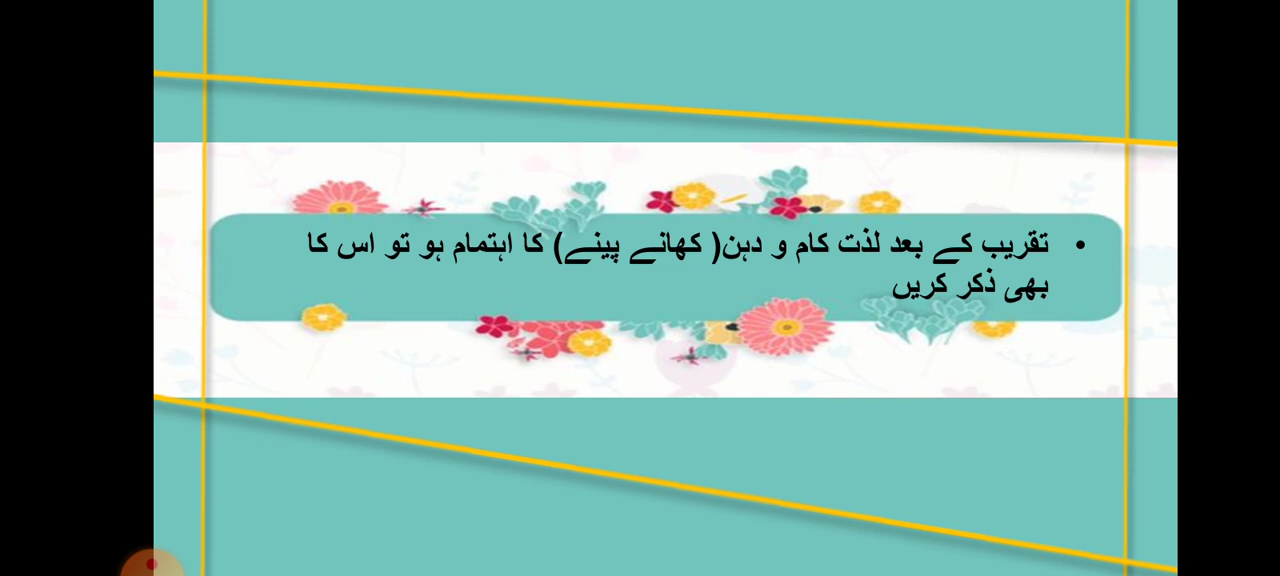 • تقریب کے بعد لذت کام و دہن( کھانے پینے) کا اہتمام ہو تو اس کا
بھی ذکر کریں